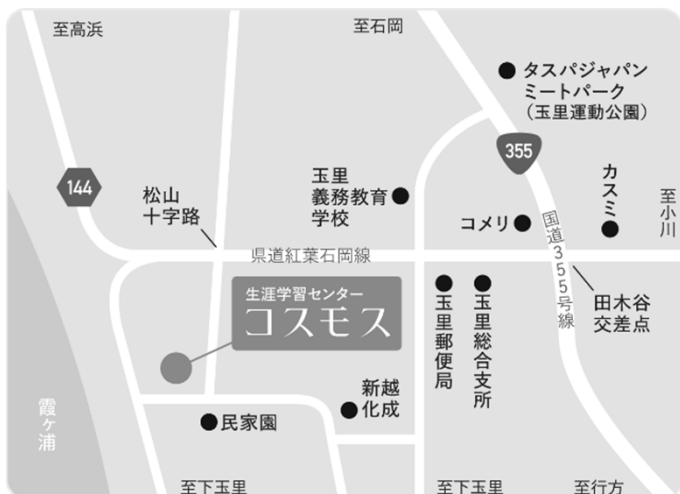 至高浜
至石岡
タスパジャパン
ミートパーク
（玉里運動公園）
355
144
松山
十字路
玉里
義務教育
学校
コメリ
カスミ
至小川
県道紅葉石岡線
国道355号線
田木谷
交差点
生涯学習センター
コスモス
玉里郵便局
玉里総合支所
新越
化成
民家園
霞ヶ浦
至下玉里
至下玉里
至行方